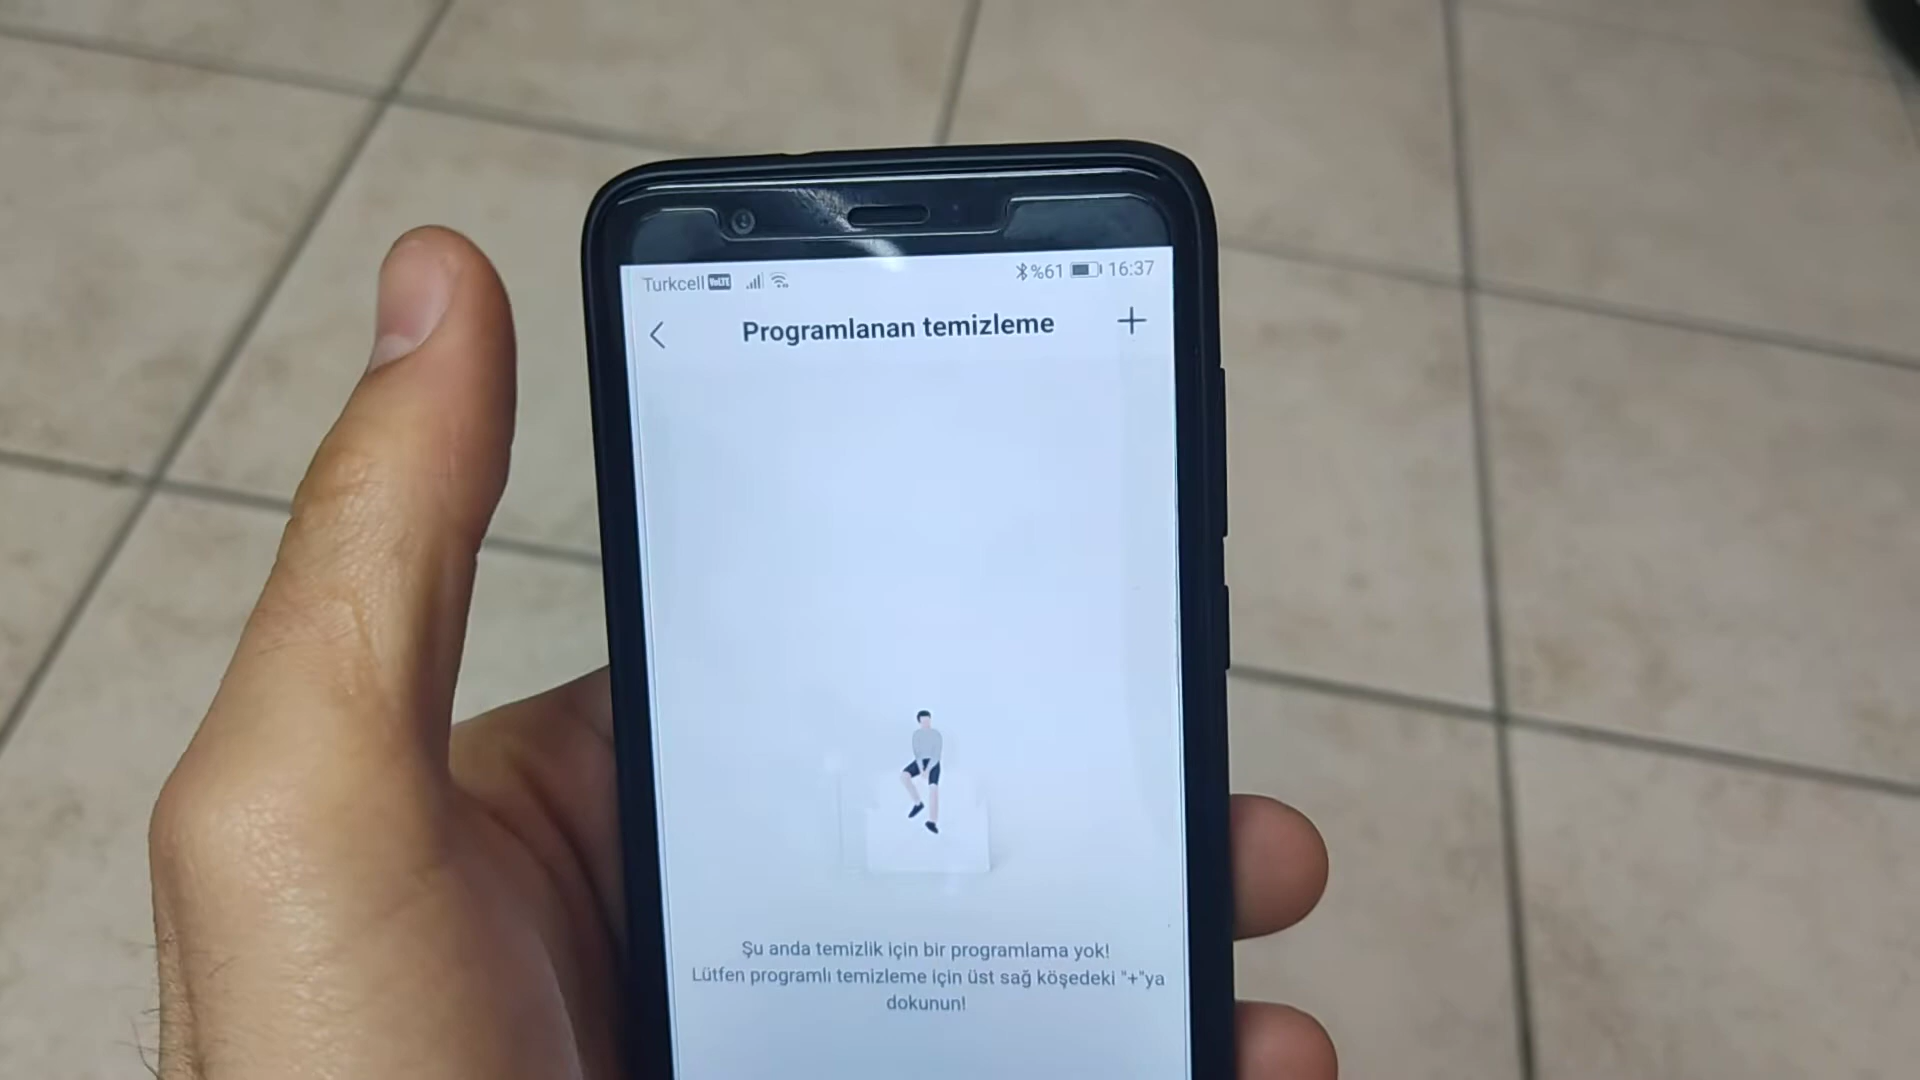 Turkcell VoLTE %61 16:37
Programlanan temizleme
Şu anda temizlik için bir programlama yok!
Lütfen programlı temizleme için üst sağ köşedeki "+"ya
dokunun!